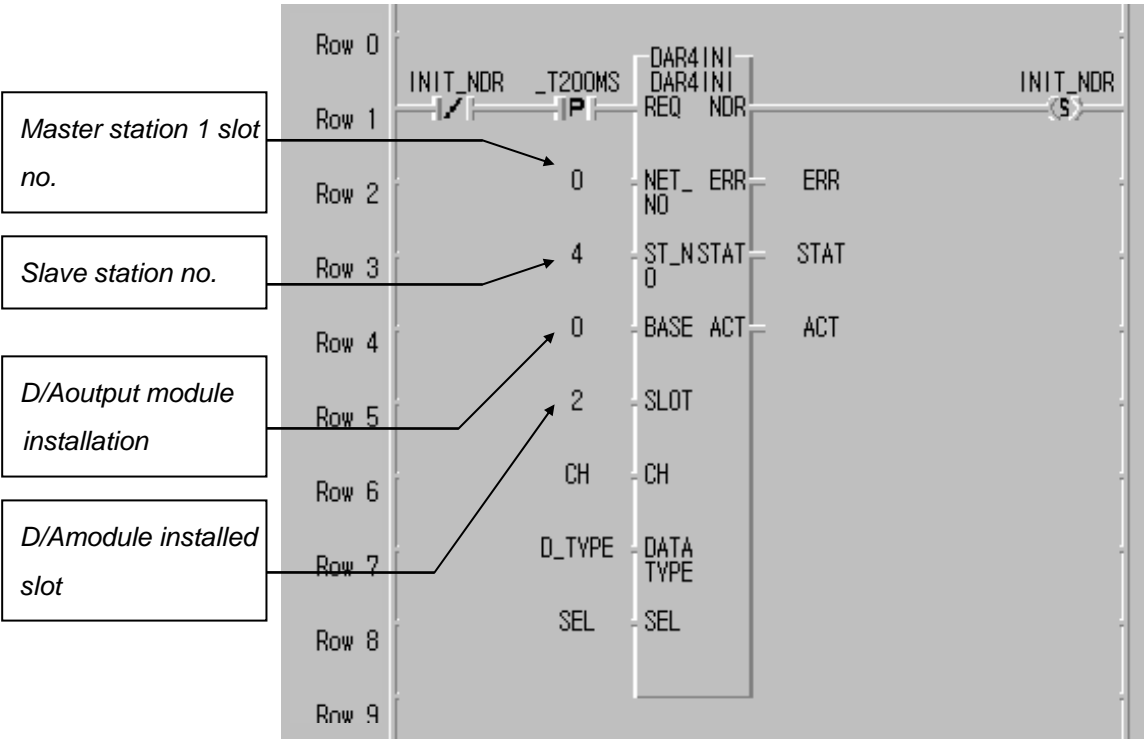 Row 0
DAR4INI
INIT_NDR _T200MS DAR4INI INIT_NDR
Row 1 P REQ NDR S
Master station 1 slot
no.
Row 2 0 NET_ ERR ERR
NO
Slave station no.
Row 3 4 ST_N STAT STAT
O
Row 4 0 BASE ACT ACT
D/Aoutput module
installation
Row 5 2 SLOT
Row 6 CH CH
D/Amodule installed
slot
Row 7 D_TYPE DATA
TYPE
Row 8 SEL SEL
Row 9